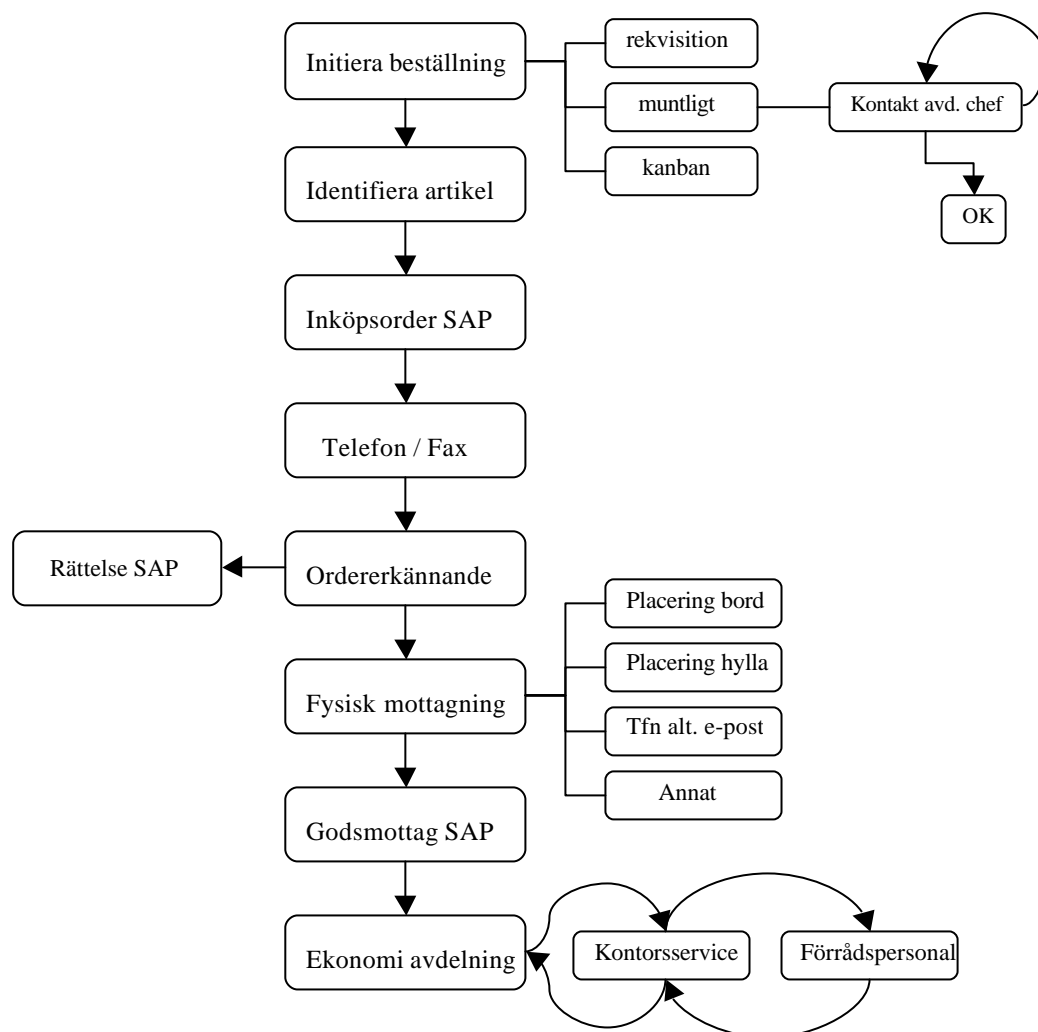 Initiera beställning
rekvisition
muntligt
kanban
Kontakt avd. chef
OK
Identifiera artikel
Inköpsorder SAP
Telefon / Fax
Rättelse SAP
Ordererkännande
Fysisk mottagning
Placering bord
Placering hylla
Tfn alt. e-post
Annat
Godsmottag SAP
Ekonomi avdelning
Kontorsservice
Förrådspersonal